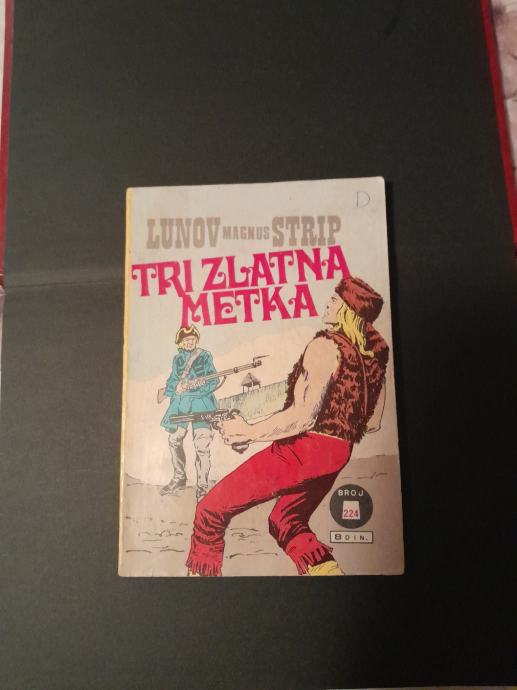 D
LUNOV MAGNUS STRIP
TRI ZLATNA
METKA
BROJ
224
8 DIN.